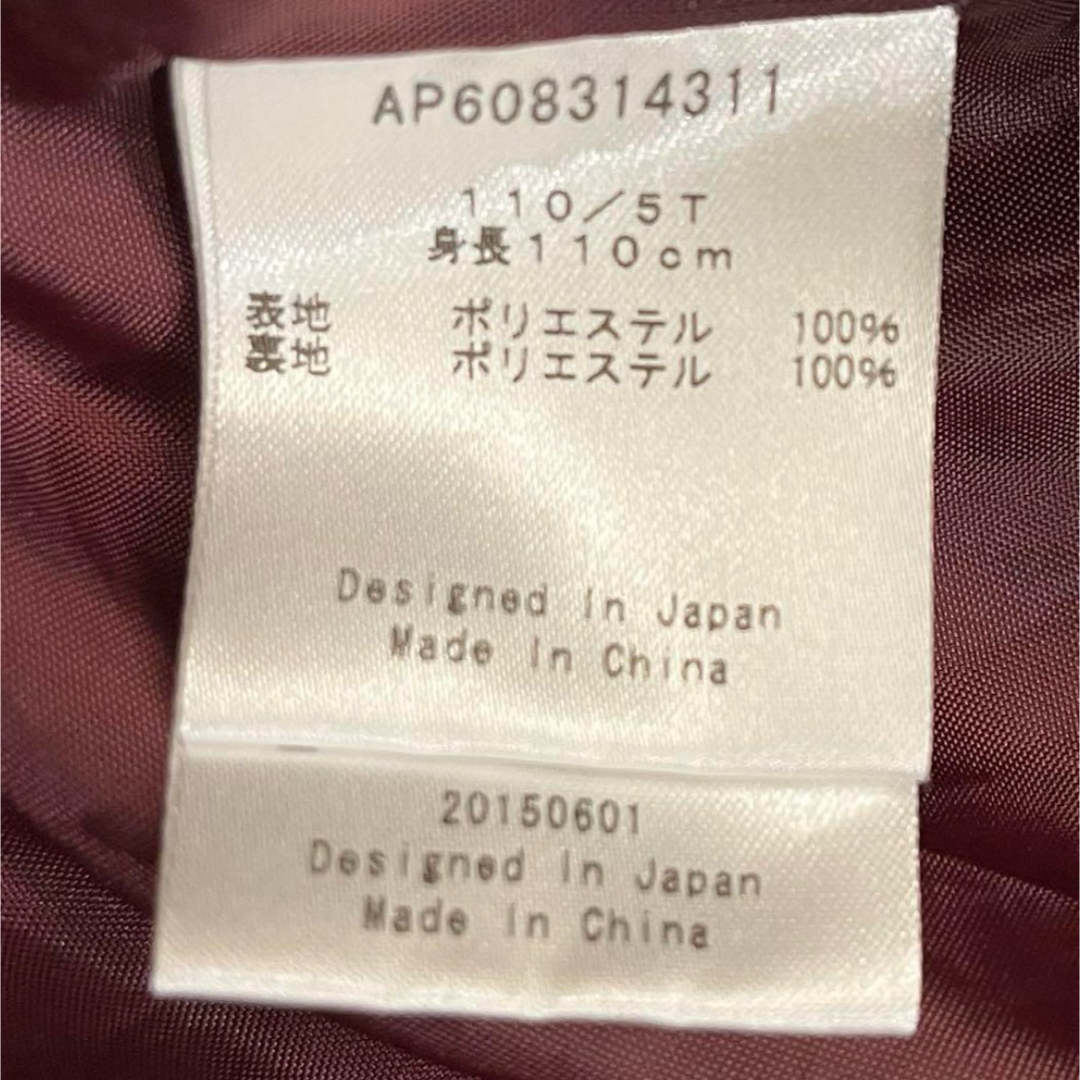 AP608314311
110/5T
身長110cm
表地 ポリエステル 100%
裏地 ポリエステル 100%
Designed in Japan
Made in China
20150601
Designed in Japan
Made in China